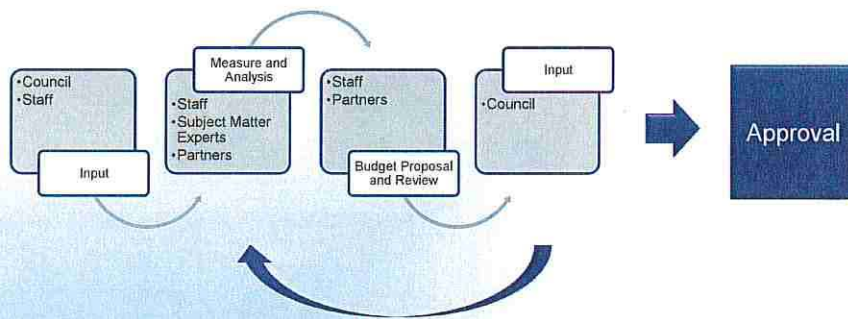 •Council
•Staff
Input
Measure and
Analysis
•Staff
•Subject Matter
Experts
•Partners
•Staff
•Partners
Budget Proposal
and Review
Input
•Council
Approval